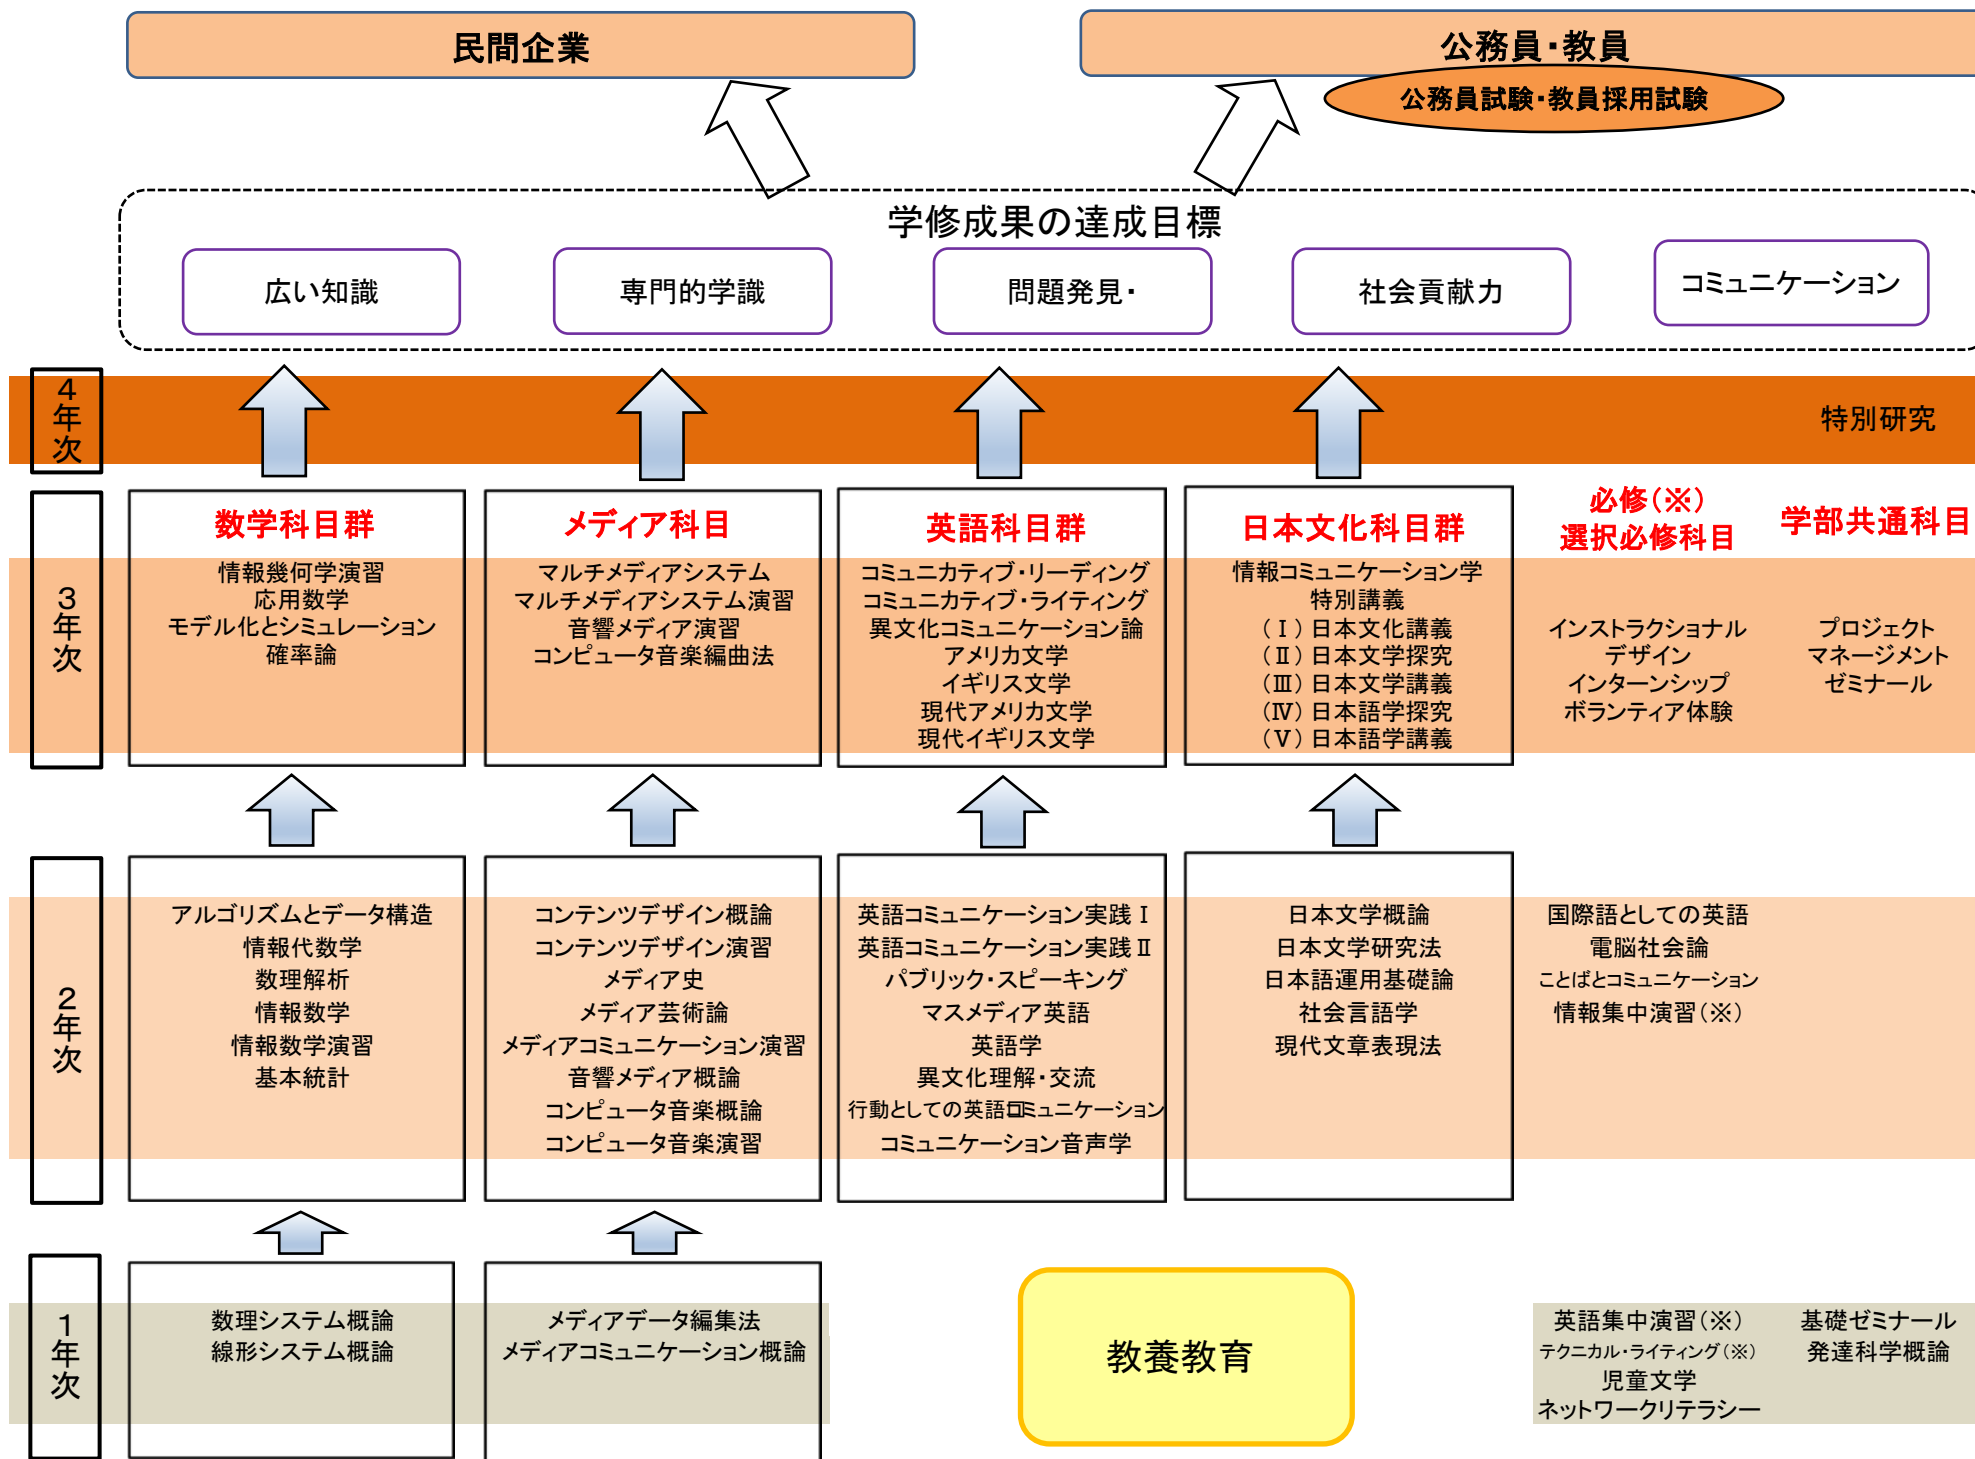 民間企業
公務員・教員
公務員試験・教員採用試験
学修成果の達成目標
広い知識
専門的学識
問題発見・
社会貢献力
コミュニケーション
4年次
特別研究
3年次
数学科目群
情報幾何学演習
応用数学
モデル化とシミュレーション
確率論
メディア科目
マルチメディアシステム
マルチメディアシステム演習
音響メディア演習
コンピュータ音楽編曲法
英語科目群
コミュニカティブ・リーディング
コミュニカティブ・ライティング
異文化コミュニケーション論
アメリカ文学
イギリス文学
現代アメリカ文学
現代イギリス文学
日本文化科目群
情報コミュニケーション学
特別講義
(Ⅰ)日本文化講義
(Ⅱ)日本文学探究
(Ⅲ)日本文学講義
(Ⅳ)日本語学探究
(Ⅴ)日本語学講義
必修(※)
選択必修科目
インストラクショナル
デザイン
インターンシップ
ボランティア体験
学部共通科目
プロジェクト
マネージメント
ゼミナール
2年次
アルゴリズムとデータ構造
情報代数学
数理解析
情報数学
情報数学演習
基本統計
コンテンツデザイン概論
コンテンツデザイン演習
メディア史
メディア芸術論
メディアコミュニケーション演習
音響メディア概論
コンピュータ音楽概論
コンピュータ音楽演習
英語コミュニケーション実践Ⅰ
英語コミュニケーション実践Ⅱ
パブリック・スピーキング
マスメディア英語
英語学
異文化理解・交流
行動としての英語コミュニケーション
コミュニケーション音声学
日本文学概論
日本文学研究法
日本語運用基礎論
社会言語学
現代文章表現法
国際語としての英語
電脳社会論
ことばとコミュニケーション
情報集中演習(※)
1年次
数理システム概論
線形システム概論
メディアデータ編集法
メディアコミュニケーション概論
教養教育
英語集中演習(※)
テクニカル・ライティング(※)
児童文学
ネットワークリテラシー
基礎ゼミナール
発達科学概論